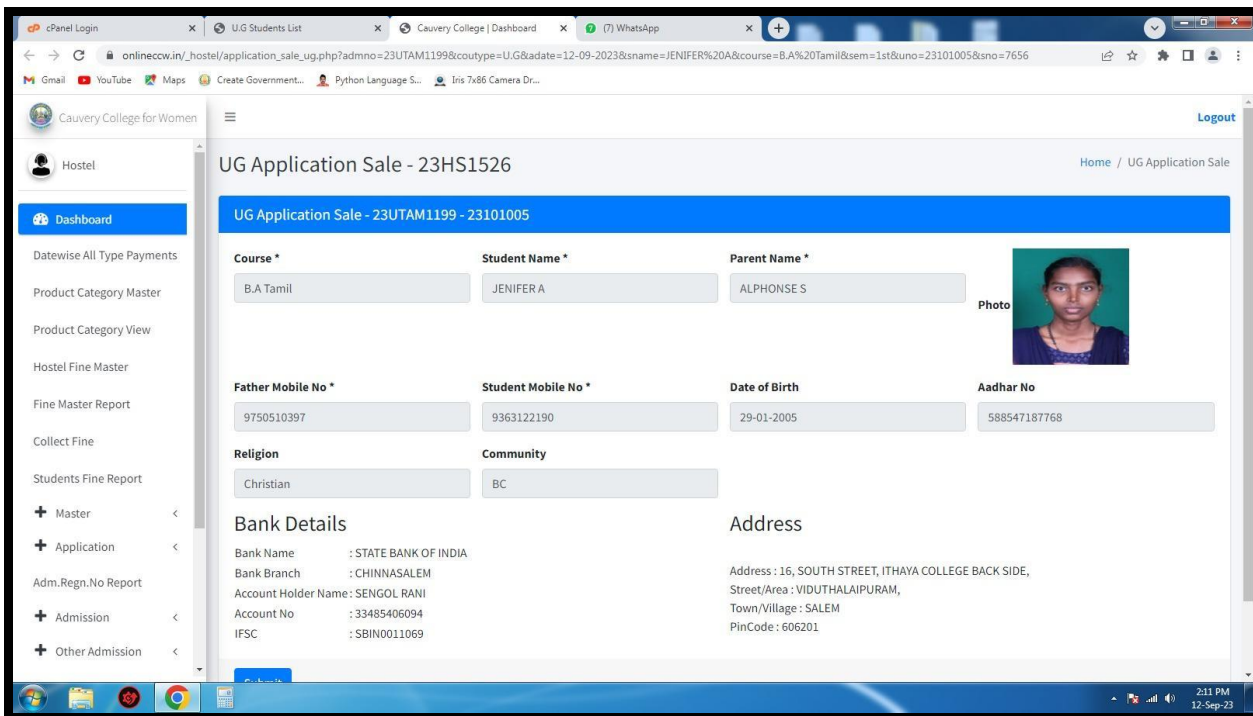 cPanel Login
U.G Students List
Cauvery College | Dashboard
(7) WhatsApp
onlineccw.in/_hostel/application_sale_ug.php?admno=23UTAM1199&coutype=U.G&adate=12-09-2023&sname=JENIFER%20A&course=B.A%20Tamil&sem=1st&uno=23101005&sno=7656
Gmail YouTube Maps Create Government... Python Language S... Iris 7x86 Camera Dr...
Cauvery College for Women
Logout
Hostel
UG Application Sale - 23HS1526
Home / UG Application Sale
Dashboard
Datewise All Type Payments
Product Category Master
Product Category View
Hostel Fine Master
Fine Master Report
Collect Fine
Students Fine Report
Master
Application
Adm.Regn.No Report
Admission
Other Admission
UG Application Sale - 23UTAM1199 - 23101005
Course * Student Name * Parent Name *
B.A Tamil JENIFER A ALPHONSE S
Photo
Father Mobile No * Student Mobile No * Date of Birth Aadhar No
9750510397 9363122190 29-01-2005 588547187768
Religion Community
Christian BC
Bank Details
Bank Name : STATE BANK OF INDIA
Bank Branch : CHINNASALEM
Account Holder Name : SENGOL RANI
Account No : 33485406094
IFSC : SBIN0011069
Address
Address : 16, SOUTH STREET, ITHAYA COLLEGE BACK SIDE,
Street/Area : VIDUTHALAIPURAM,
Town/Village : SALEM
PinCode : 606201
Submit
2:11 PM
12-Sep-23